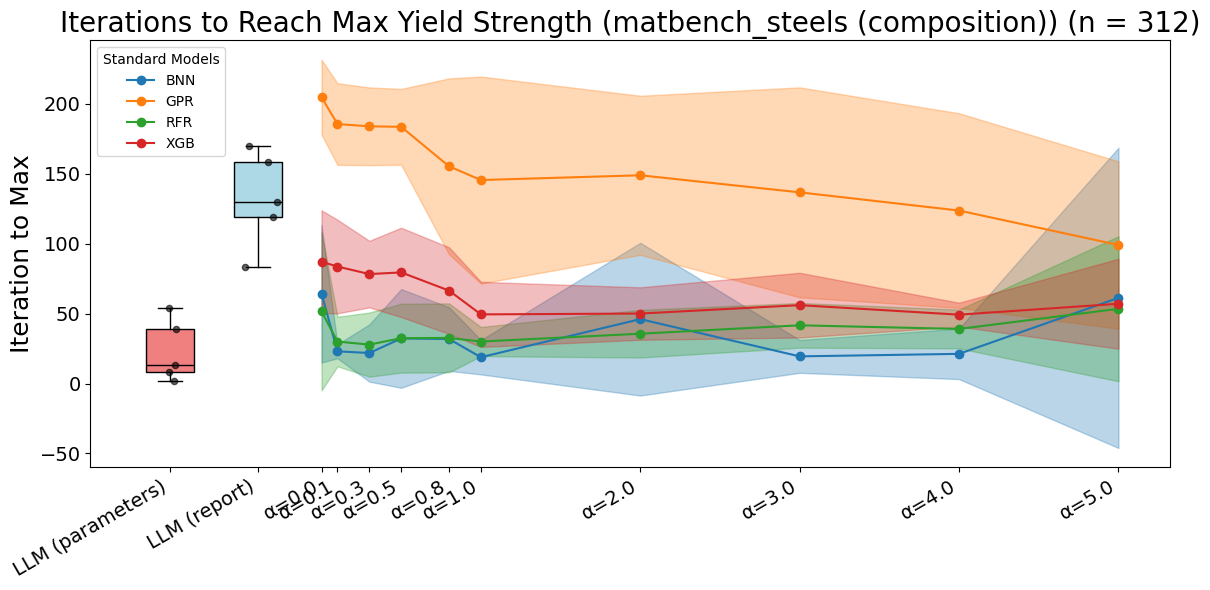 Iterations to Reach Max Yield Strength (matbench_steels (composition)) (n = 312)
Standard Models
BNN
GPR
RFR
XGB
Iteration to Max
200
150
100
50
0
−50
LLM (parameters)
LLM (report)
α=0.0
α=0.1
α=0.3
α=0.5
α=0.8
α=1.0
α=2.0
α=3.0
α=4.0
α=5.0